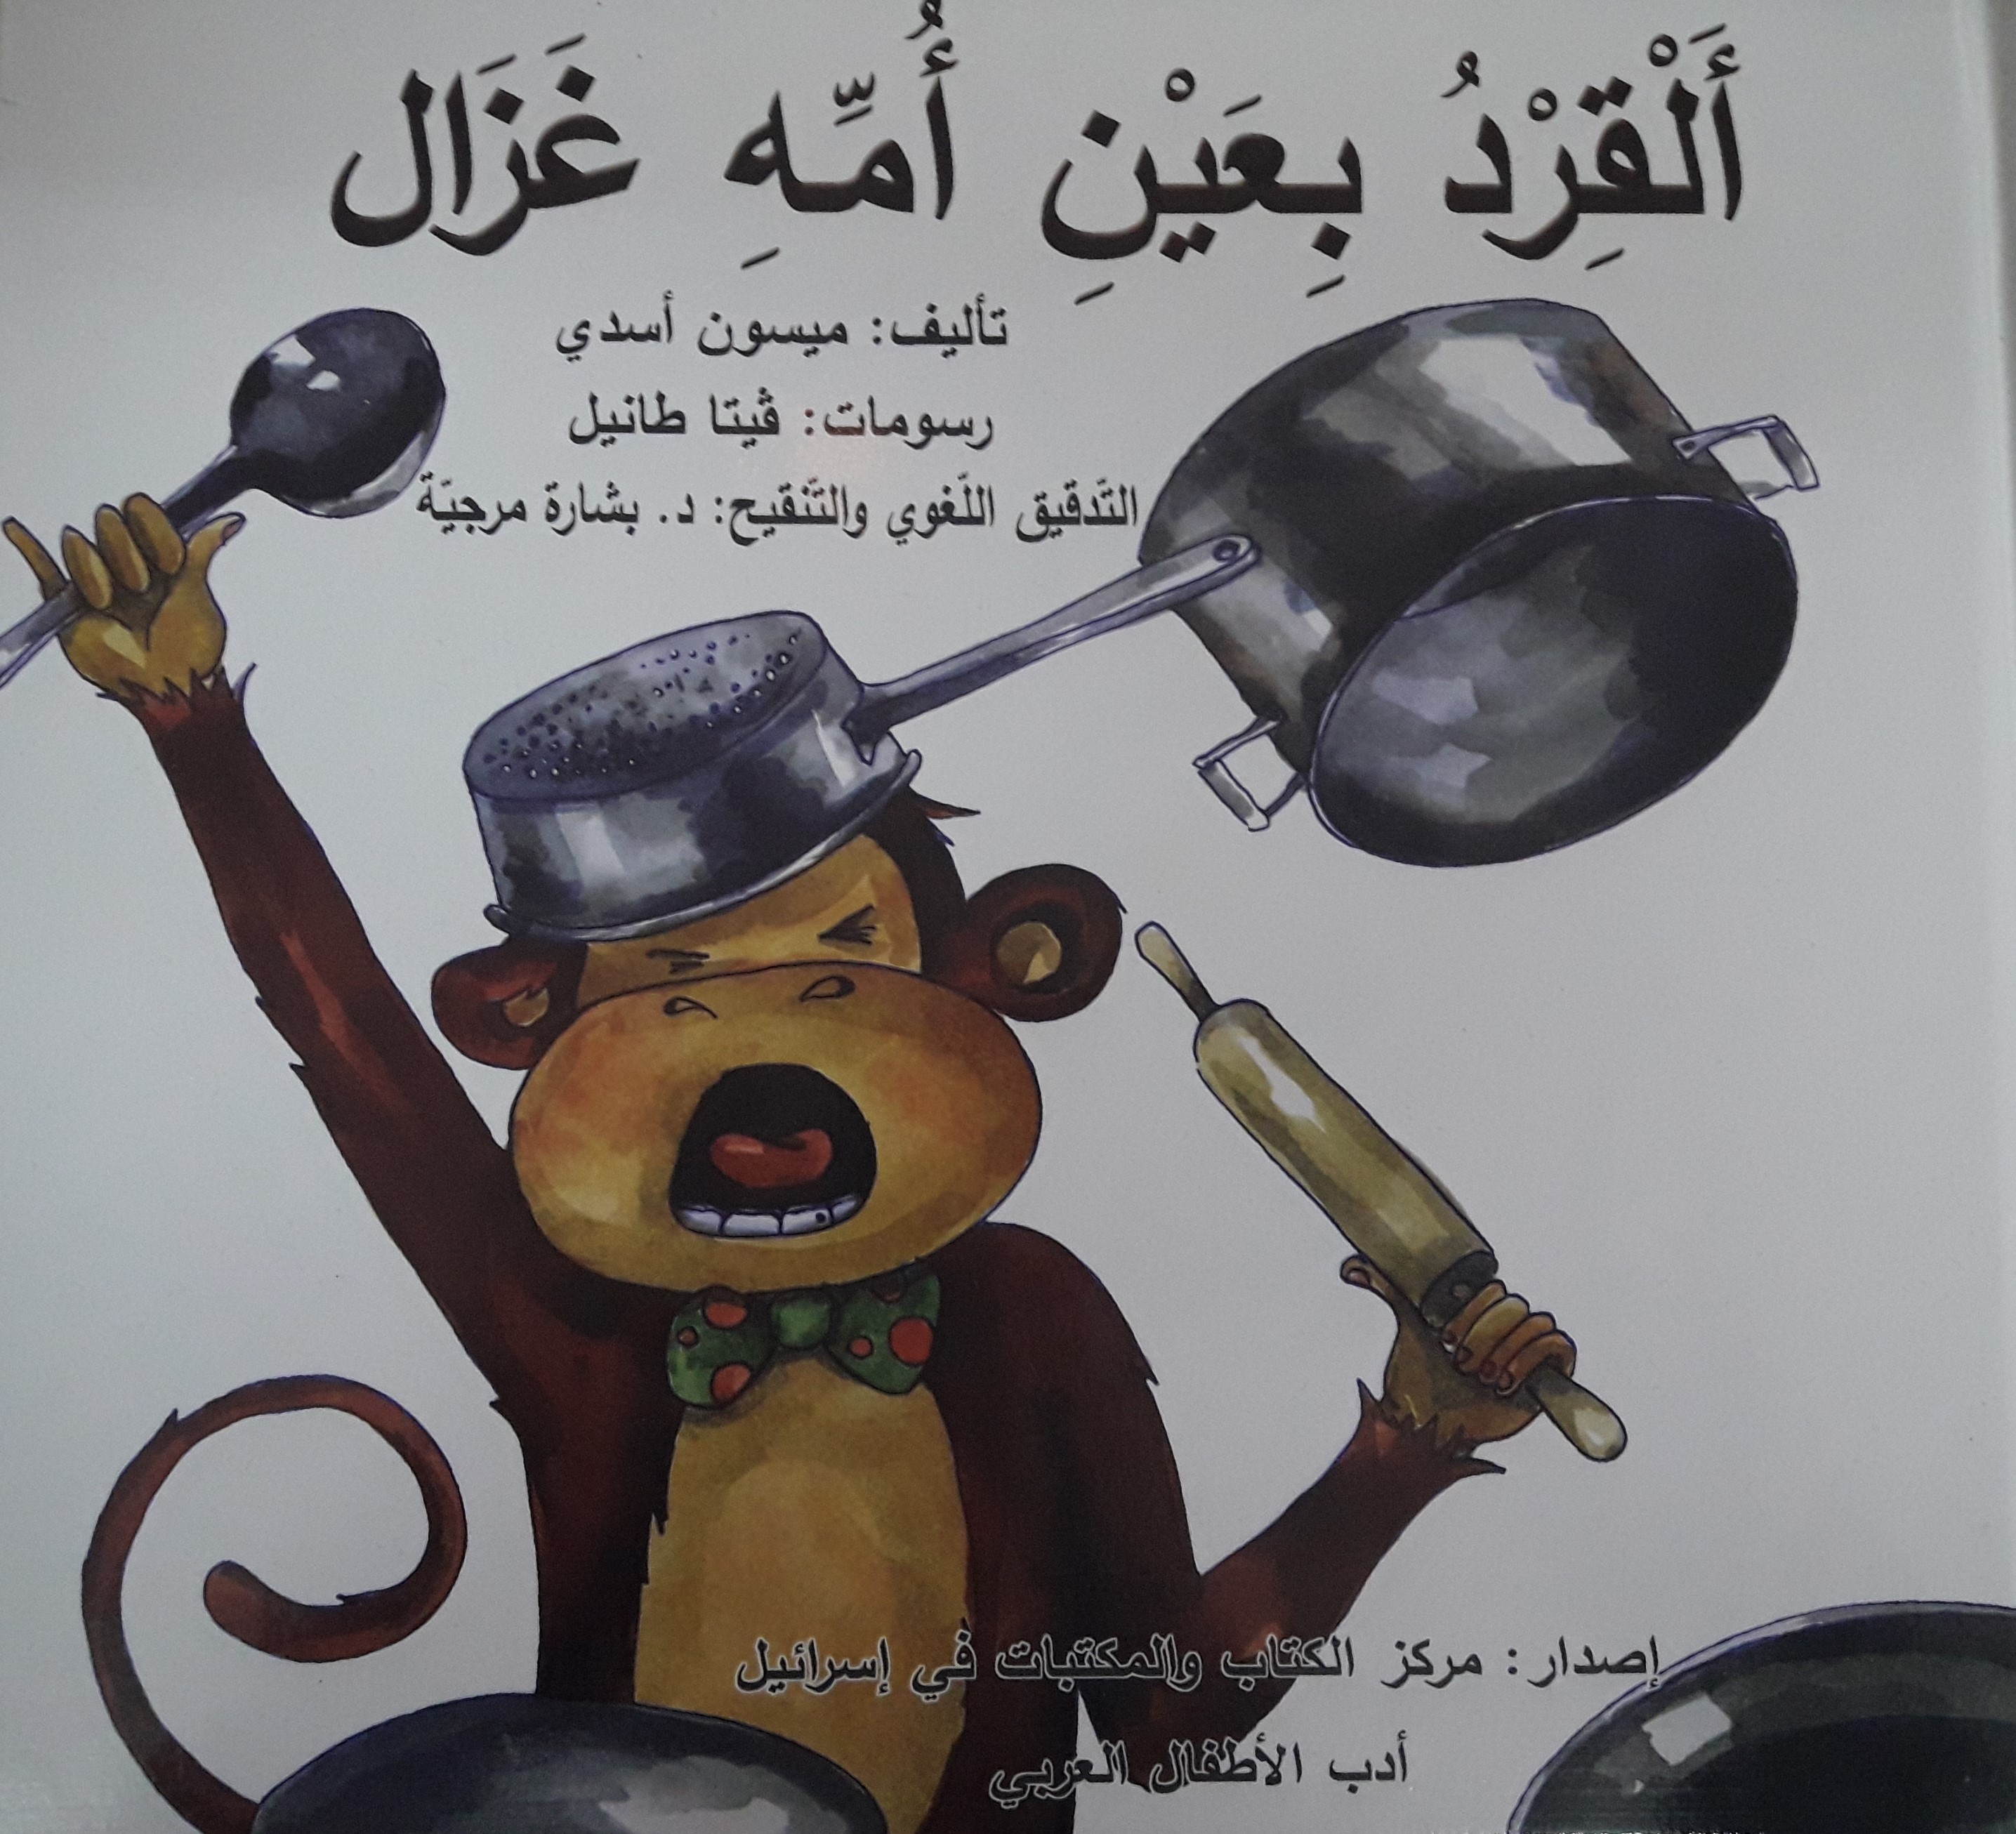 أَلْقِرْدُ بِعَيْنِ أُمِّهِ غَزَال
تأليف: ميسون أسدي
رسومات: ڤيتا طانيل
التَدقيق اللَغوي والتَنقيح: د. بشارة مرجيَة
إصدار: مركز الكتاب والمكتبات في إسرائيل
أدب الأطفال العربي